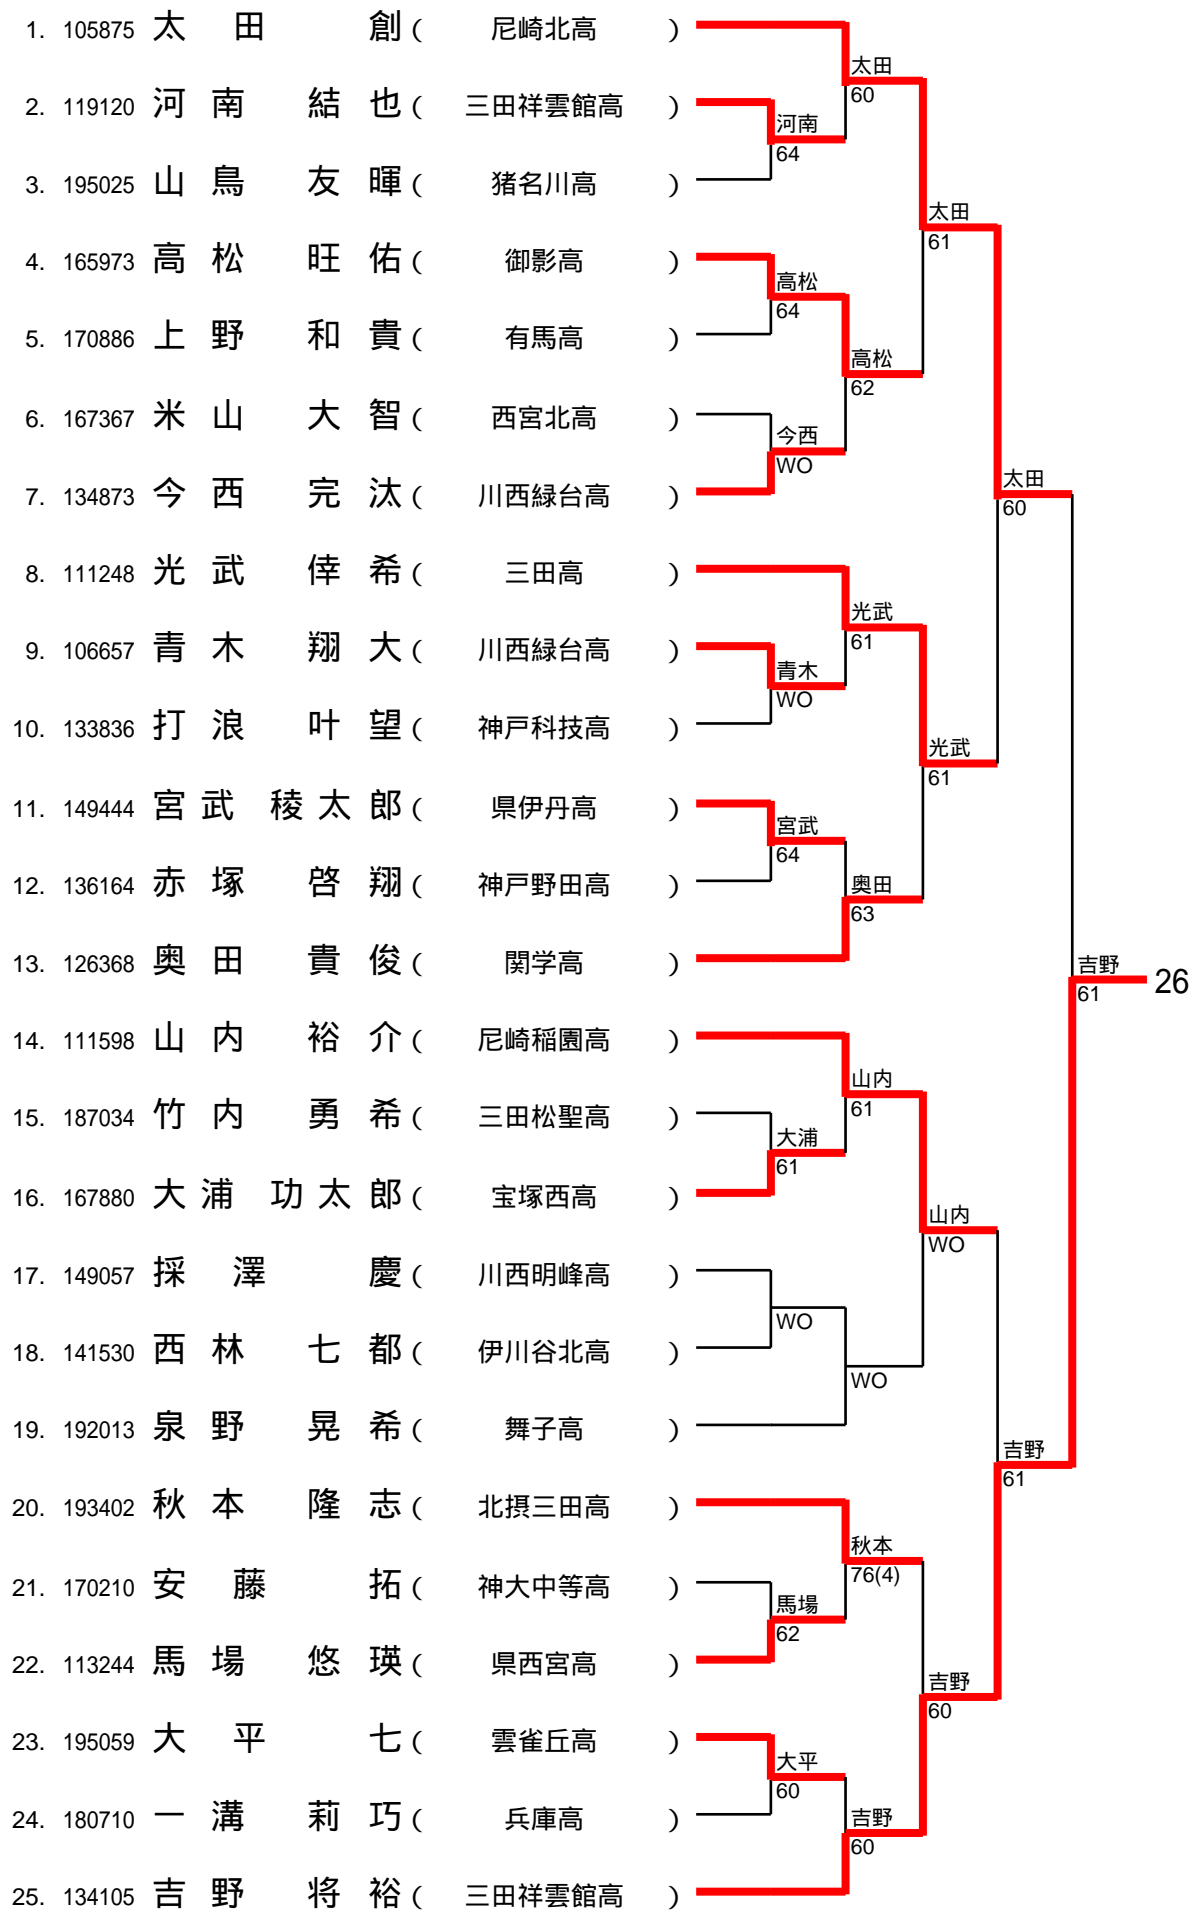 1. 105875 太田 創 ( 尼崎北高 )
太田
60
2. 119120 河南 結也 ( 三田祥雲館高 )
河南
64
3. 195025 山鳥 友暉 ( 猪名川高 )
太田
61
4. 165973 高松 旺佑 ( 御影高 )
高松
64
5. 170886 上野 和貴 ( 有馬高 )
高松
62
6. 167367 米山 大智 ( 西宮北高 )
今西
WO
7. 134873 今西 完汰 ( 川西緑台高 )
太田
60
8. 111248 光武 倖希 ( 三田高 )
光武
61
9. 106657 青木 翔大 ( 川西緑台高 )
青木
WO
10. 133836 打浪 叶望 ( 神戸科技高 )
光武
61
11. 149444 宮武 稜太郎 ( 県伊丹高 )
宮武
64
12. 136164 赤塚 啓翔 ( 神戸野田高 )
奥田
63
13. 126368 奥田 貴俊 ( 関学高 )
吉野
61
26
14. 111598 山内 裕介 ( 尼崎稲園高 )
山内
61
15. 187034 竹内 勇希 ( 三田松聖高 )
大浦
61
16. 167880 大浦 功太郎 ( 宝塚西高 )
山内
WO
17. 149057 採澤 慶 ( 川西明峰高 )
WO
18. 141530 西林 七都 ( 伊川谷北高 )
WO
19. 192013 泉野 晃希 ( 舞子高 )
吉野
61
20. 193402 秋本 隆志 ( 北摂三田高 )
秋本
76(4)
21. 170210 安藤 拓 ( 神大中等高 )
馬場
62
22. 113244 馬場 悠瑛 ( 県西宮高 )
吉野
60
23. 195059 大平 七 ( 雲雀丘高 )
大平
60
24. 180710 一溝 莉巧 ( 兵庫高 )
吉野
60
25. 134105 吉野 将裕 ( 三田祥雲館高 )